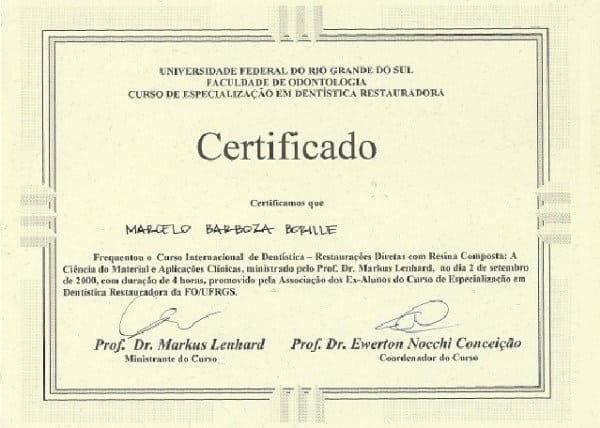 UNIVERSIDADE FEDERAL DO RIO GRANDE DO SUL
FACULDADE DE ODONTOLOGIA
CURSO DE ESPECIALIZAÇÃO EM DENTÍSTICA RESTAURADORA
Certificado
Certificamos que
MARCELO BARBOZA BORILLE
Frequentou o Curso Internacional de Dentística – Restaurações Diretas com Resina Composta: A
Ciência do Material e Aplicações Clínicas, ministrado pelo Prof. Dr. Markus Lenhard, no dia 2 de setembro
de 2000, com duração de 4 horas, promovido pela Associação dos Ex-Alunos do Curso de Especialização em
Dentística Restauradora da FO/UFRGS.
Prof. Dr. Markus Lenhard
Ministrante do Curso
Prof. Dr. Ewerton Nocchi Conceição
Coordenador do Curso